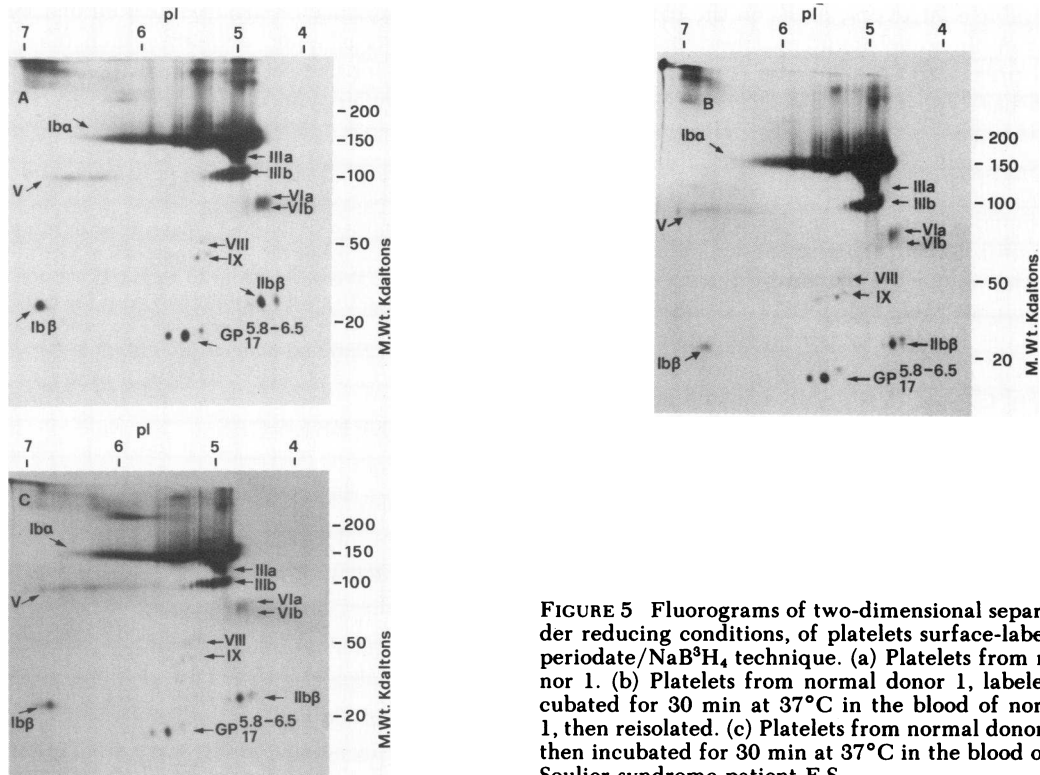 pI
7 6 5 4
A
Ibα
-200
-150
IIIa
IIIb
-100
V
VIa
VIb
-50
VIII
IX
IIbβ
Ibβ
-20
GP 5.8-6.5
17
M.Wt. Kdaltons
pI
7 6 5 4
B
Ibα
- 200
- 150
IIIa
IIIb
- 100
V
VIa
VIb
VIII
- 50
IX
Ibβ
IIbβ
- 20
GP 5.8-6.5
17
M.Wt. Kdaltons
pI
7 6 5 4
C
Ibα
-200
-150
IIIa
IIIb
-100
V
VIa
VIb
VIII
-50
IX
IIbβ
Ibβ
-20
GP 5.8-6.5
17
M.Wt. Kdaltons
FIGURE 5 Fluorograms of two-dimensional separ
der reducing conditions, of platelets surface-labe
periodate/NaB³H₄ technique. (a) Platelets from
nor 1. (b) Platelets from normal donor 1, labele
cubated for 30 min at 37°C in the blood of nor
1, then reisolated. (c) Platelets from normal donor
then incubated for 30 min at 37°C in the blood o
Soulier syndrome patient